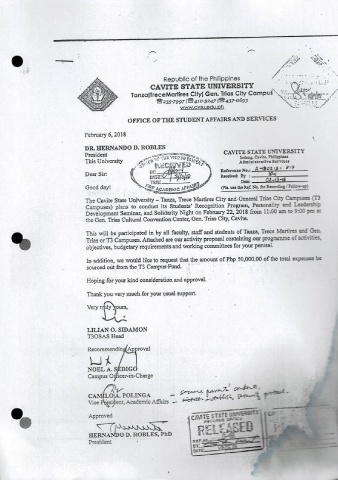 Republic of the Philippines
CAVITE STATE UNIVERSITY
Tanza|Trece Martires City| Gen. Trias City Campus
www.cvsu.edu.ph
OFFICE OF THE STUDENT AFFAIRS AND SERVICES
February 6, 2018
DR. HERNANDO D. ROBLES
President
This University
CAVITE STATE UNIVERSITY
Indang, Cavite, Philippines
Administrative Services
Reference No.:
Received By
(Pls. use the Ref. No. for Recording / Follow-up)
RECEIVED
FOR ACADEMIC AFFAIRS
Dear Sir:
Good day!
The Cavite State University – Tanza, Trece Martires City and General Trias City Campuses (T3
Campuses) plans to conduct its Students' Recognition Program, Personality and Leadership
Development Seminar, and Solidarity Night on February 22, 2018 from 11:00 am to 9:00 pm at
the Gen. Trias Cultural Convention Center, Gen. Trias City, Cavite.
This will be participated in by all faculty, staff and students of Tanza, Trece Martires and Gen.
Trias or T3 Campuses. Attached are our activity proposal containing our programme of activities,
objectives, budgetary requirements and working committees for your perusal.
In addition, we would like to request that the amount of Php 50,000.00 of the total expenses be
sourced out from the T3 Campus Fund.
Hoping for your kind consideration and approval.
Thank you very much for your usual support.
Very truly yours,
LILIAN O. SIDAMON
T3OSAS Head
Recommending Approval
NOEL A. SEDIGO
Campus Officer-in-Charge
CAMILO A. POLINGA
Vice President, Academic Affairs
Approved
HERNANDO D. ROBLES, PhD
President
CAVITE STATE UNIVERSITY
RECORDS OFFICE
RELEASED